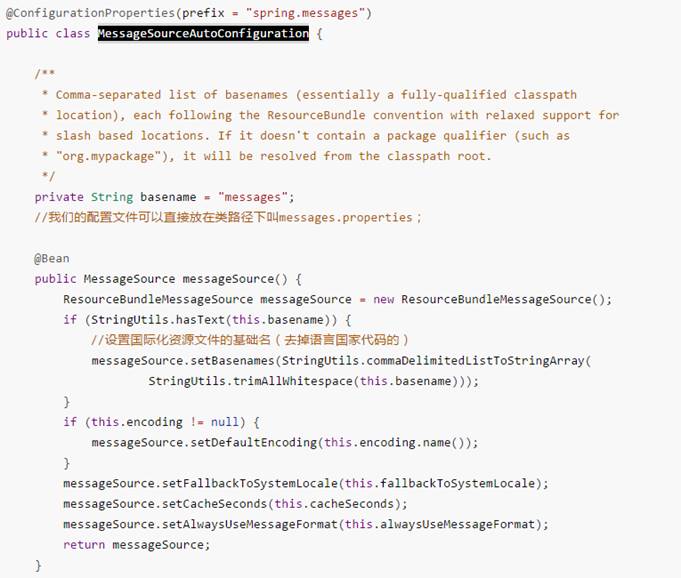 @ConfigurationProperties(prefix = "spring.messages")
public class MessageSourceAutoConfiguration {
/**
* Comma-separated list of basenames (essentially a fully-qualified classpath
* location), each following the ResourceBundle convention with relaxed support for
* slash based locations. If it doesn't contain a package qualifier (such as
* "org.mypackage"), it will be resolved from the classpath root.
*/
private String basename = "messages";
//我们的配置文件可以直接放在类路径下叫messages.properties；
@Bean
public MessageSource messageSource() {
ResourceBundleMessageSource messageSource = new ResourceBundleMessageSource();
if (StringUtils.hasText(this.basename)) {
//设置国际化资源文件的基础名（去掉语言国家代码的）
messageSource.setBasenames(StringUtils.commaDelimitedListToStringArray(
StringUtils.trimAllWhitespace(this.basename)));
}
if (this.encoding != null) {
messageSource.setDefaultEncoding(this.encoding.name());
}
messageSource.setFallbackToSystemLocale(this.fallbackToSystemLocale);
messageSource.setCacheSeconds(this.cacheSeconds);
messageSource.setAlwaysUseMessageFormat(this.alwaysUseMessageFormat);
return messageSource;
}